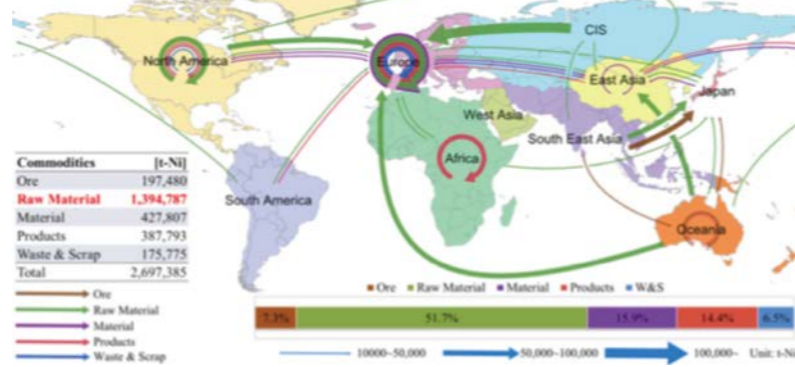 CIS
North America
Europe
East Asia
Japan
West Asia
South East Asia
Africa
South America
Oceania
Commodities [t-Ni]
Ore 197,480
Raw Material 1,394,787
Material 427,807
Products 387,793
Waste & Scrap 175,775
Total 2,697,385
Ore
Raw Material
Material
Products
Waste & Scrap
Ore Raw Material Material Products W&S
7.3% 51.7% 15.9% 14.4% 6.5%
10000~50,000 50,000~100,000 100,000~ Unit: t-Ni